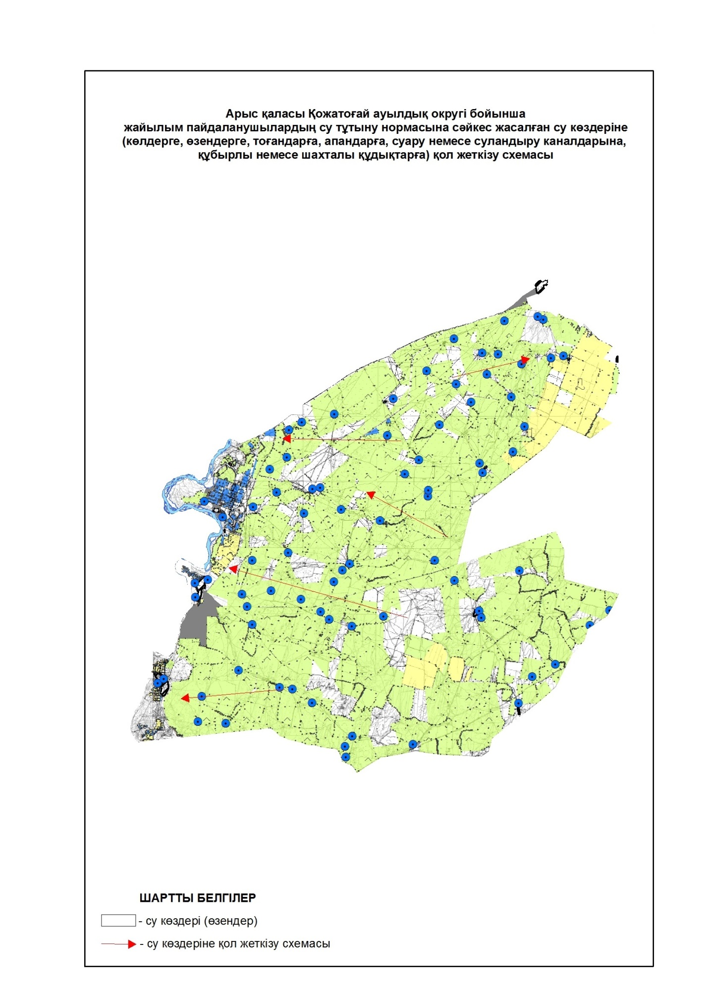 Арыс қаласы Қожатоғай ауылдық округі бойынша
жайылым пайдаланушылардың су тұтыну нормасына сәйкес жасалған су көздеріне
(көлдерге, өзендерге, тоғандарға, апандарға, суару немесе суландыру каналдарына,
құбырлы немесе шахталы құдықтарға) қол жеткізу схемасы
ШАРТТЫ БЕЛГІЛЕР
- су көздері (өзендер)
- су көздеріне қол жеткізу схемасы